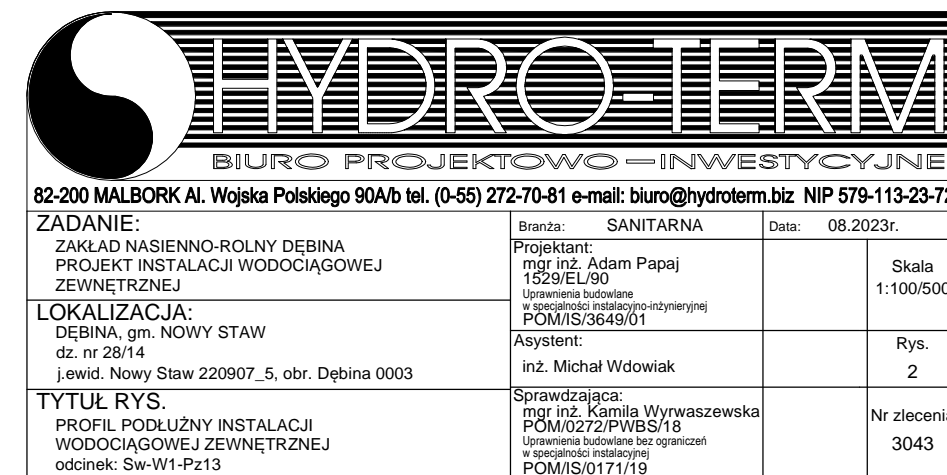 HYDRO-TERM
BIURO PROJEKTOWO-INWESTYCYJNE
82-200 MALBORK Al. Wojska Polskiego 90A/b tel. (0-55) 272-70-81 e-mail: biuro@hydroterm.biz NIP 579-113-23-72
ZADANIE:
ZAKŁAD NASIENNO-ROLNY DĘBINA
PROJEKT INSTALACJI WODOCIĄGOWEJ
ZEWNĘTRZNEJ
LOKALIZACJA:
DĘBINA, gm. NOWY STAW
dz. nr 28/14
j.ewid. Nowy Staw 220907_5, obr. Dębina 0003
TYTUŁ RYS.
PROFIL PODŁUŻNY INSTALACJI
WODOCIĄGOWEJ ZEWNĘTRZNEJ
odcinek: Sw-W1-Pz13
Branża: SANITARNA
Data: 08.2023r.
Projektant:
mgr inż. Adam Papaj
1529/EL/90
Uprawnienia budowlane
w specjalności instalacyjno-inżynieryjnej
POM/IS/3649/01
Skala
1:100/500
Asystent:
inż. Michał Wdowiak
Rys.
2
Sprawdzająca:
mgr inż. Kamila Wyrwaszewska
POM/0272/PWBS/18
Uprawnienia budowlane bez ograniczeń
w specjalności instalacyjnej
POM/IS/0171/19
Nr zlecenia
3043